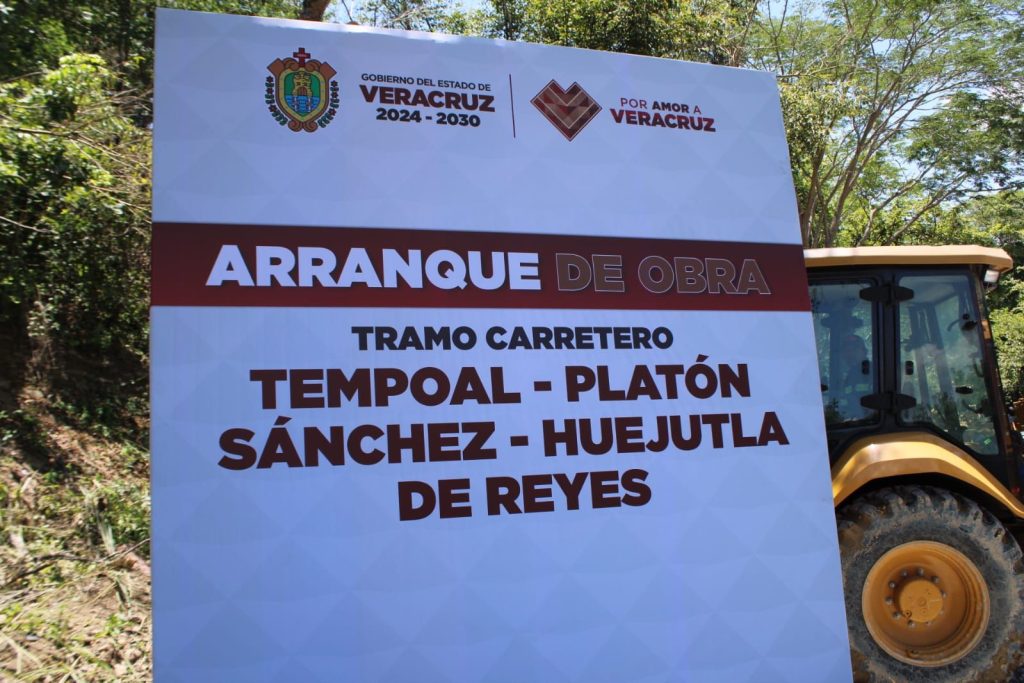 GOBIERNO DEL ESTADO DE
VERACRUZ
2024 - 2030
POR AMOR A
VERACRUZ
ARRANQUE DE OBRA
TRAMO CARRETERO
TEMPOAL - PLATÓN
SÁNCHEZ - HUEJUTLA
DE REYES